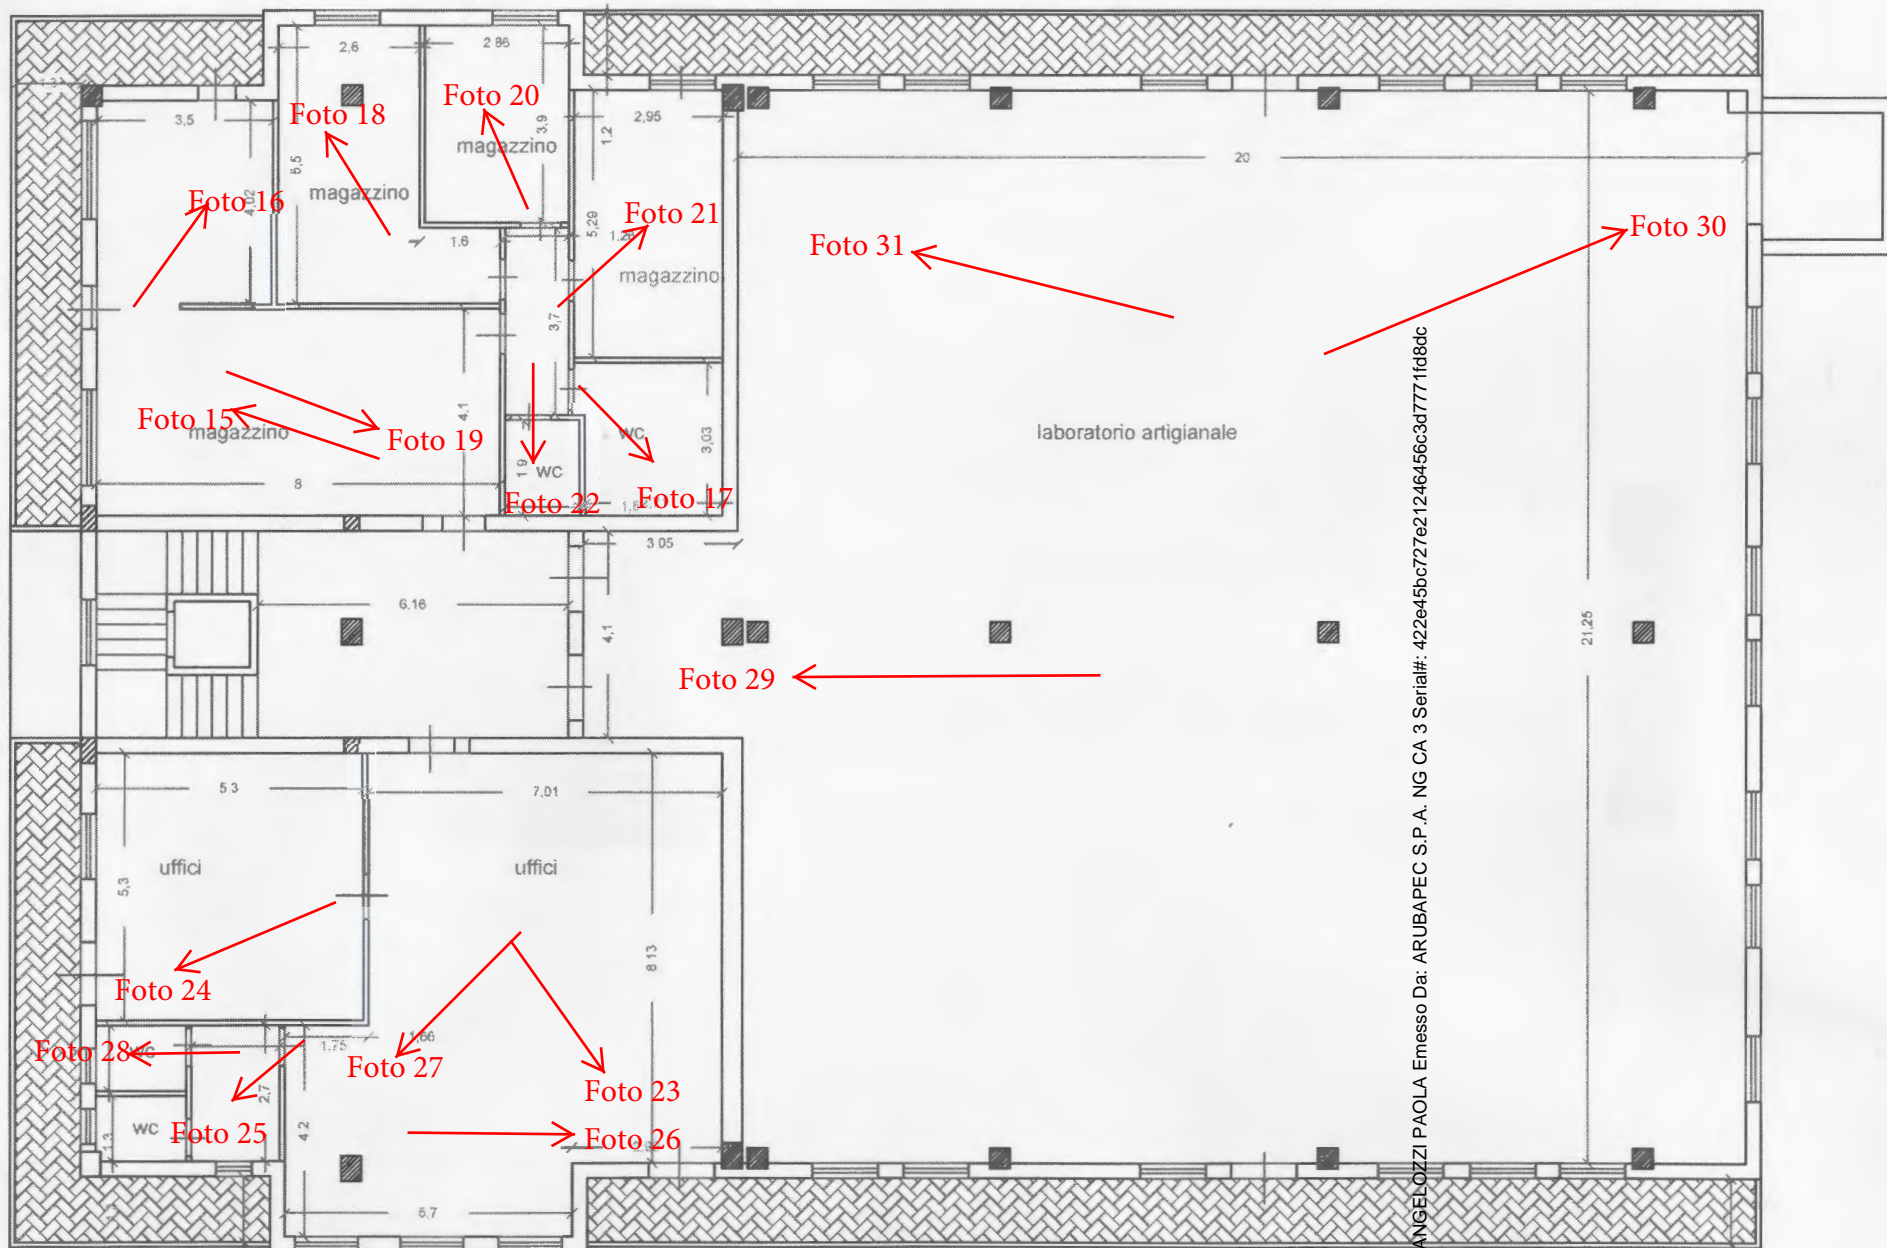 2,6
2.86
Foto 18
Foto 20
3,5
3.9
1.2
2,95
magazzino
20
5,5
4,02
magazzino
Foto 16
Foto 21
5,29
1.6
magazzino
Foto 31
Foto 30
3,7
Foto 15
magazzino
Foto 19
4.1
wc
3,03
laboratorio artigianale
1.9
wc
8
Foto 22
Foto 17
3.05
6,16
4,1
21,25
Foto 29
5.3
7,01
uffici
uffici
5,3
8.13
Foto 24
1.75
1,66
Foto 28
wc
Foto 27
2,7
Foto 23
wc
1.3
Foto 25
4.2
Foto 26
5.7
ANGELOZZI PAOLA Emesso Da: ARUBAPEC S.P.A. NG CA 3 Serial#: 422e45bc727e21246456c3d7771fd8dc